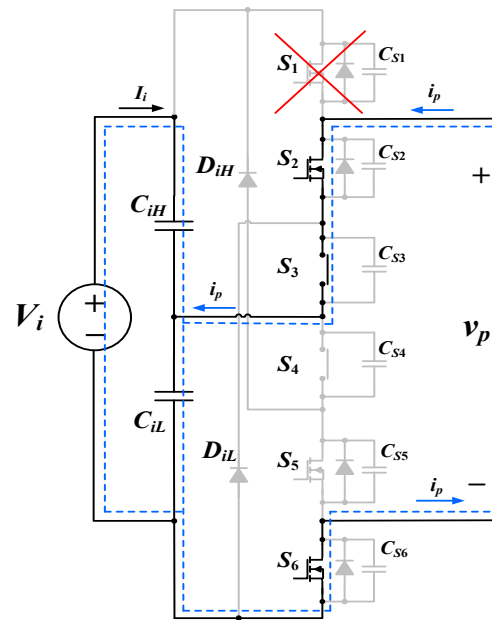 S1
CS1
Ii
ip
S2
CS2
DiH
+
CiH
S3
CS3
ip
Vi
+
−
vp
S4
CS4
CiL
DiL
S5
CS5
ip
−
S6
CS6